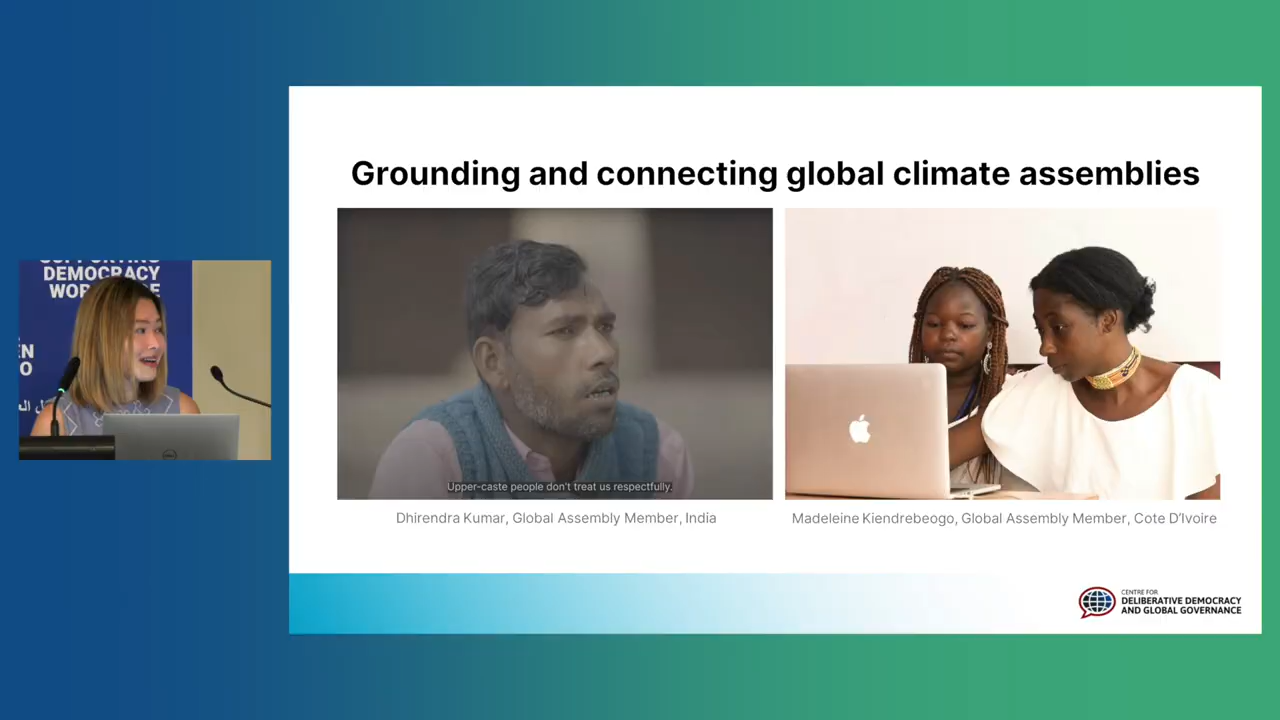 Grounding and connecting global climate assemblies
DEMOCRACY
Upper-caste people don't treat us respectfully.
Dhirendra Kumar, Global Assembly Member, India
Madeleine Kiendrebeogo, Global Assembly Member, Cote D'Ivoire
CENTRE FOR
DELIBERATIVE DEMOCRACY
AND GLOBAL GOVERNANCE